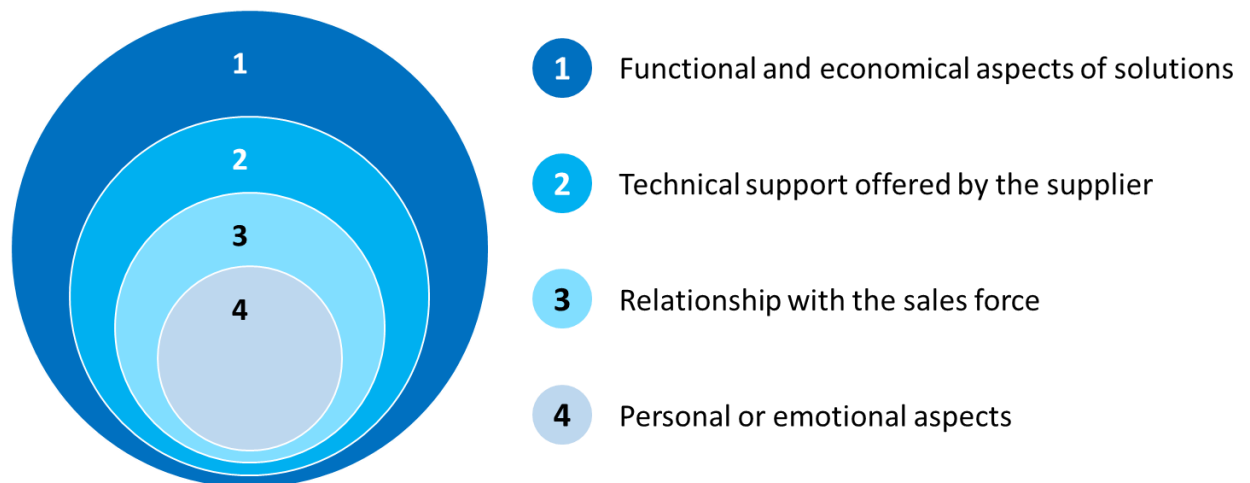 1
2
3
4
1 Functional and economical aspects of solutions
2 Technical support offered by the supplier
3 Relationship with the sales force
4 Personal or emotional aspects